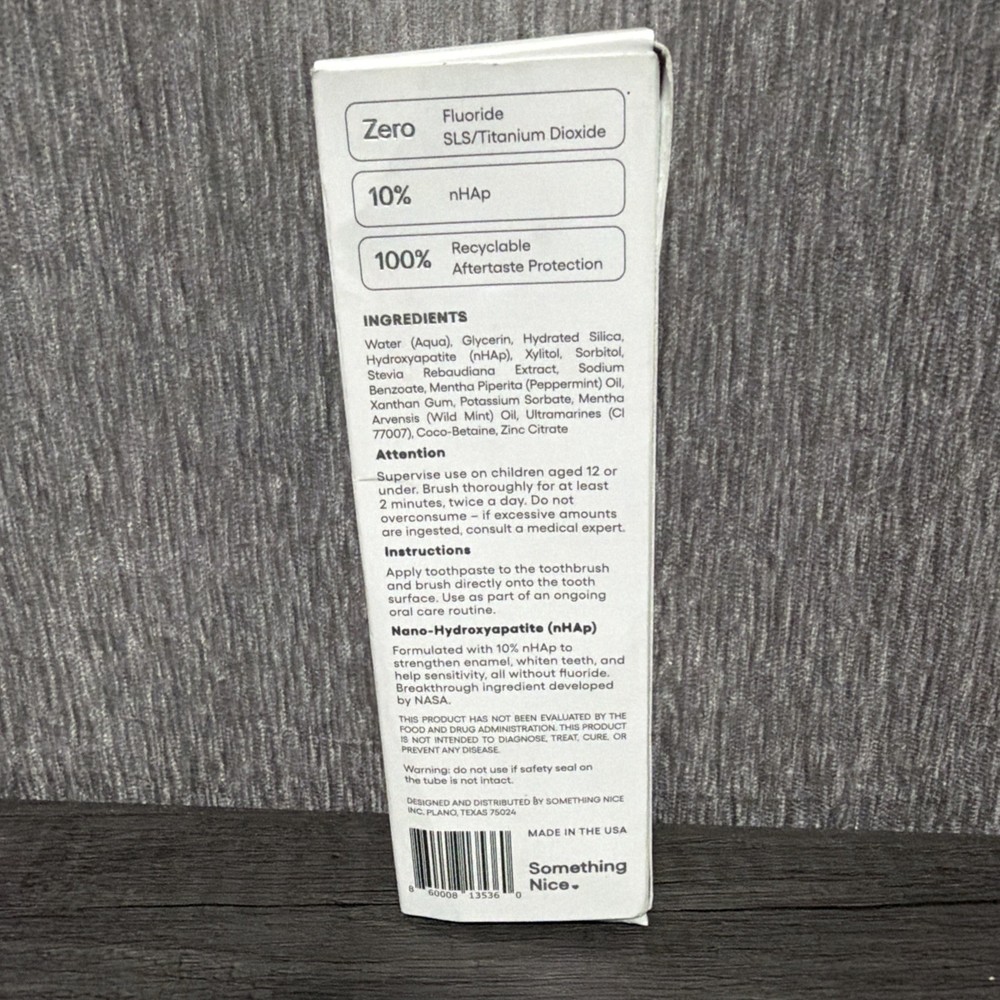 Zero
Fluoride
SLS/Titanium Dioxide
10%
nHAp
100%
Recyclable
Aftertaste Protection
INGREDIENTS
Water (Aqua), Glycerin, Hydrated Silica,
Hydroxyapatite (nHAp), Xylitol, Sorbitol,
Stevia Rebaudiana Extract, Sodium
Benzoate, Mentha Piperita (Peppermint) Oil,
Xanthan Gum, Potassium Sorbate, Mentha
Arvensis (Wild Mint) Oil, Ultramarines (CI
77007), Coco-Betaine, Zinc Citrate
Attention
Supervise use on children aged 12 or
under. Brush thoroughly for at least
2 minutes, twice a day. Do not
overconsume – if excessive amounts
are ingested, consult a medical expert.
Instructions
Apply toothpaste to the toothbrush
and brush directly onto the tooth
surface. Use as part of an ongoing
oral care routine.
Nano-Hydroxyapatite (nHAp)
Formulated with 10% nHAp to
strengthen enamel, whiten teeth, and
help sensitivity, all without fluoride.
Breakthrough ingredient developed
by NASA.
THIS PRODUCT HAS NOT BEEN EVALUATED BY THE
FOOD AND DRUG ADMINISTRATION. THIS PRODUCT
IS NOT INTENDED TO DIAGNOSE, TREAT, CURE, OR
PREVENT ANY DISEASE.
Warning: do not use if safety seal on
the tube is not intact.
DESIGNED AND DISTRIBUTED BY SOMETHING NICE
INC. PLANO, TEXAS 75024
MADE IN THE USA
Something
Nice
8 60008 13536 0